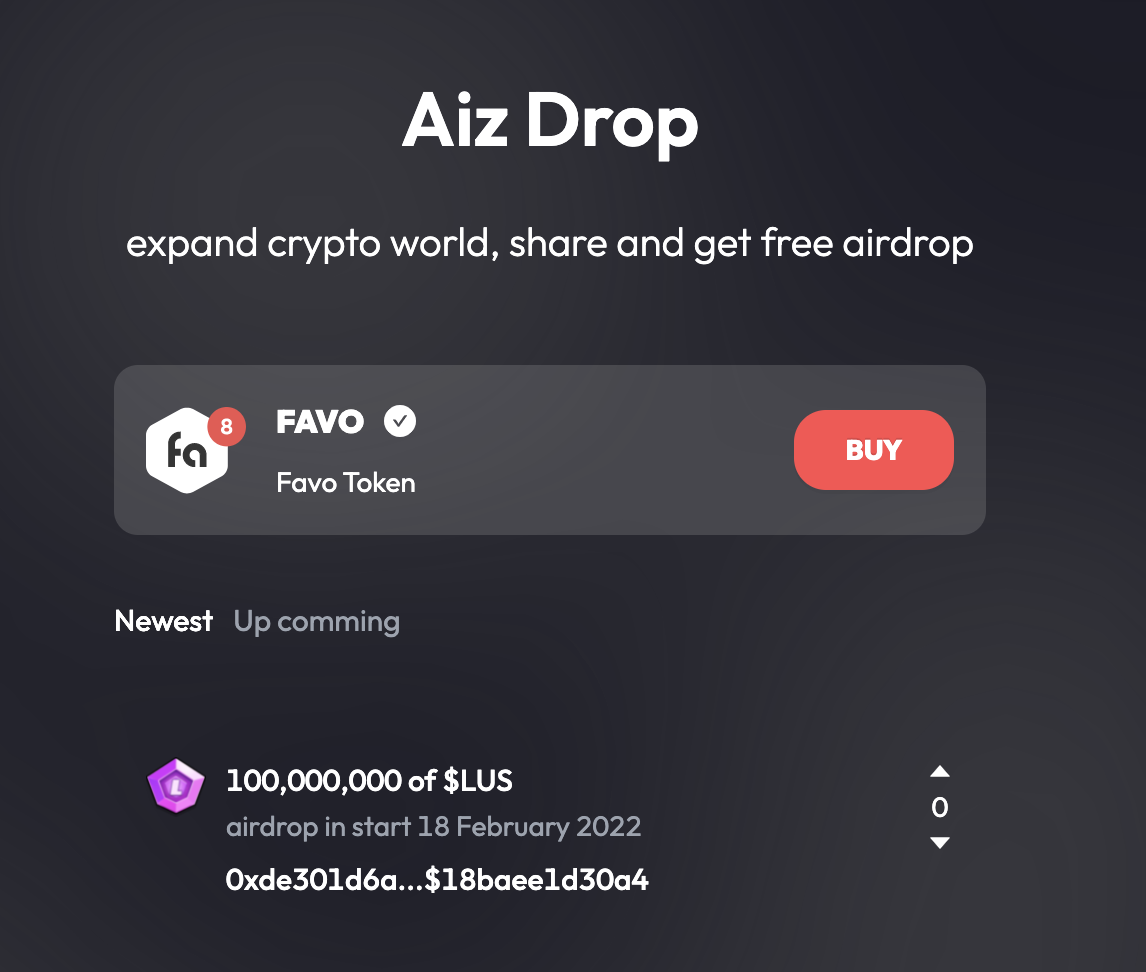 Aiz Drop
expand crypto world, share and get free airdrop
fa
8
FAVO
Favo Token
BUY
Newest Up comming
L
100,000,000 of $LUS
airdrop in start 18 February 2022
0xde301d6a...$18baee1d30a4
0